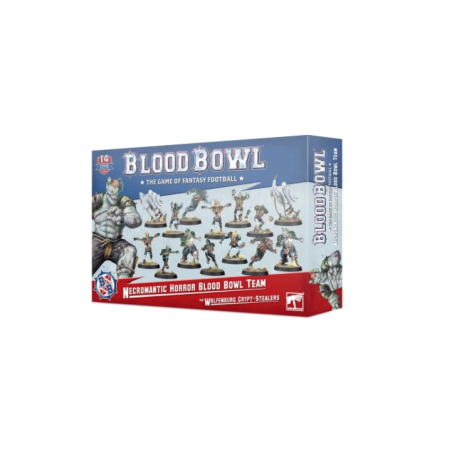 BLOOD BOWL
• THE GAME OF FANTASY FOOTBALL •
NECROMANTIC HORROR BLOOD BOWL TEAM
THE WOLFENBURG CRYPT-STEALERS
BLOOD BOWL